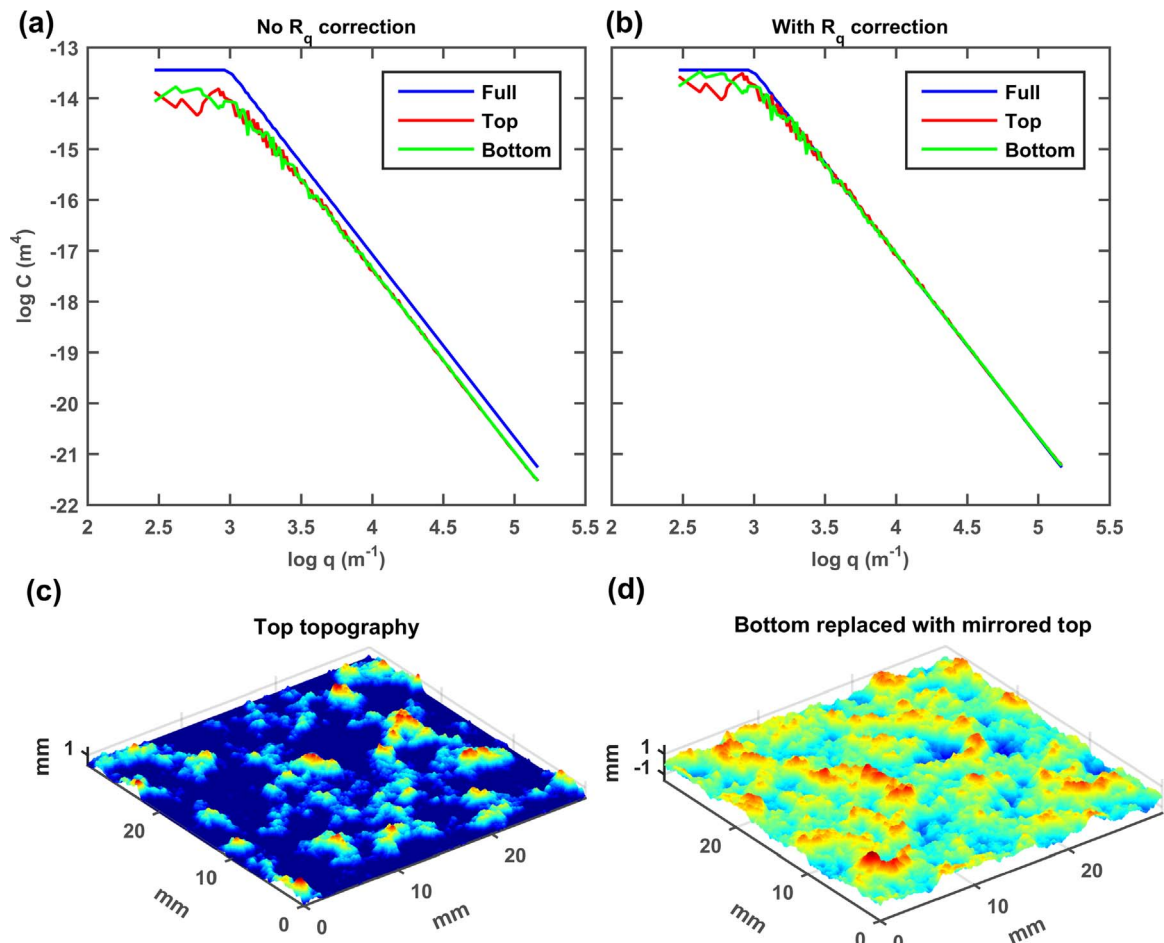 (a)
No R_q correction
-13
-14
-15
-16
-17
-18
-19
-20
-21
-22
log C (m^4)
Full
Top
Bottom
2
2.5
3
3.5
4
4.5
5
5.5
log q (m^-1)
(b)
With R_q correction
Full
Top
Bottom
2
2.5
3
3.5
4
4.5
5
5.5
log q (m^-1)
(c)
Top topography
mm
1
20
10
0
mm
0
10
20
mm
(d)
Bottom replaced with mirrored top
mm
1
-1
20
10
0
mm
0
10
20
mm